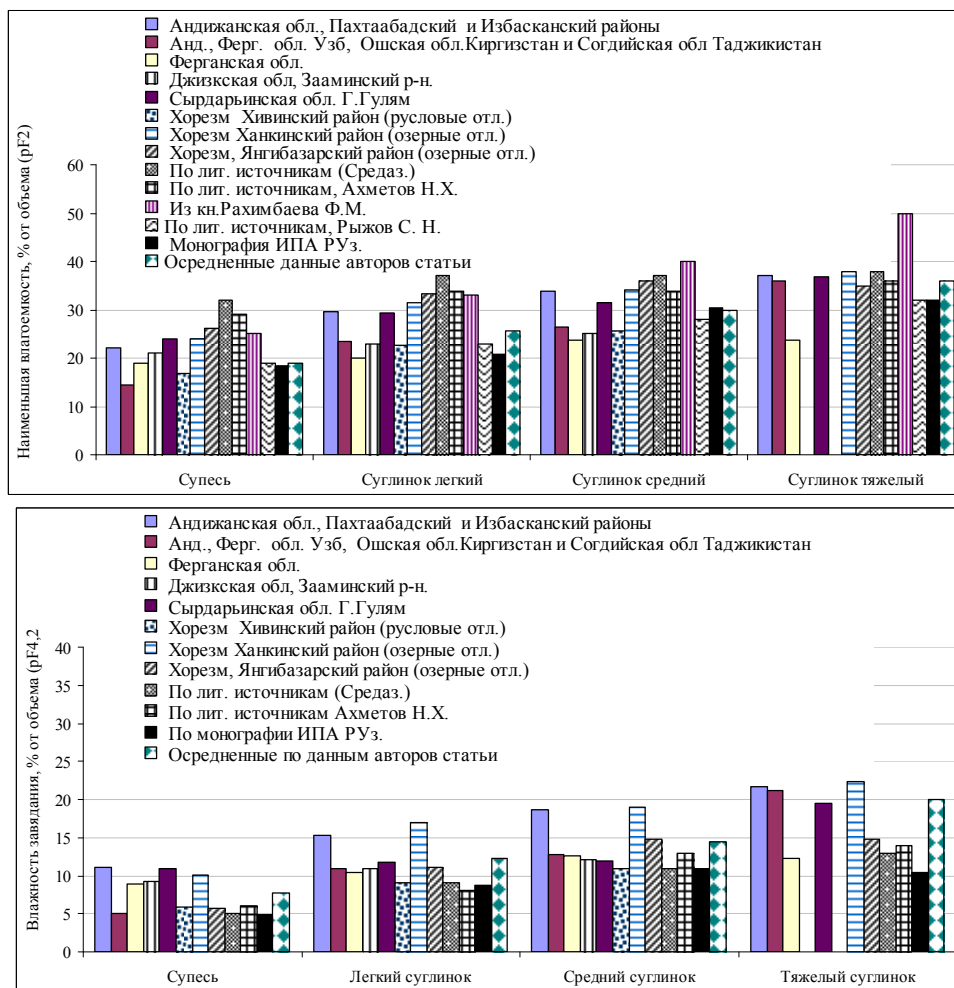 Андижанская обл., Пахтаабадский и Избасканский районы
Анд., Ферг. обл. Узб, Ошская обл.Киргизстан и Согдийская обл Таджикистан
Ферганская обл.
Джизкская обл, Зааминский р-н.
Сырдарьинская обл. Г.Гулям
Хорезм Хивинский район (русловые отл.)
Хорезм Ханкинский район (озерные отл.)
Хорезм, Янгибазарский район (озерные отл.)
По лит. источникам (Средаз.)
По лит. источникам, Ахметов Н.Х.
Из кн.Рахимбаева Ф.М.
По лит. источникам, Рыжов С. Н.
Монография ИПА РУз.
Осредненные данные авторов статьи
Наименьшая влагоемкость, % от объема (pF2)
60
50
40
30
20
10
0
Супесь Суглинок легкий Суглинок средний Суглинок тяжелый
Андижанская обл., Пахтаабадский и Избасканский районы
Анд., Ферг. обл. Узб, Ошская обл.Киргизстан и Согдийская обл Таджикистан
Ферганская обл.
Джизкская обл, Зааминский р-н.
Сырдарьинская обл. Г.Гулям
Хорезм Хивинский район (русловые отл.)
Хорезм Ханкинский район (озерные отл.)
Хорезм, Янгибазарский район (озерные отл.)
По лит. источникам (Средаз.)
По лит. источникам Ахметов Н.Х.
По монографии ИПА РУз.
Осредненные по данным авторов статьи
Влажность завядания, % от объема (pF4,2
40
35
30
25
20
15
10
5
0
Супесь Легкий суглинок Средний суглинок Тяжелый суглинок